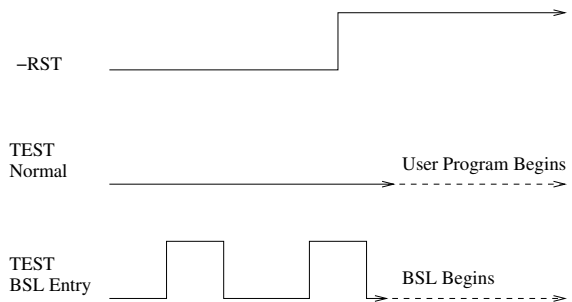 –RST
TEST
Normal
User Program Begins
TEST
BSL Entry
BSL Begins